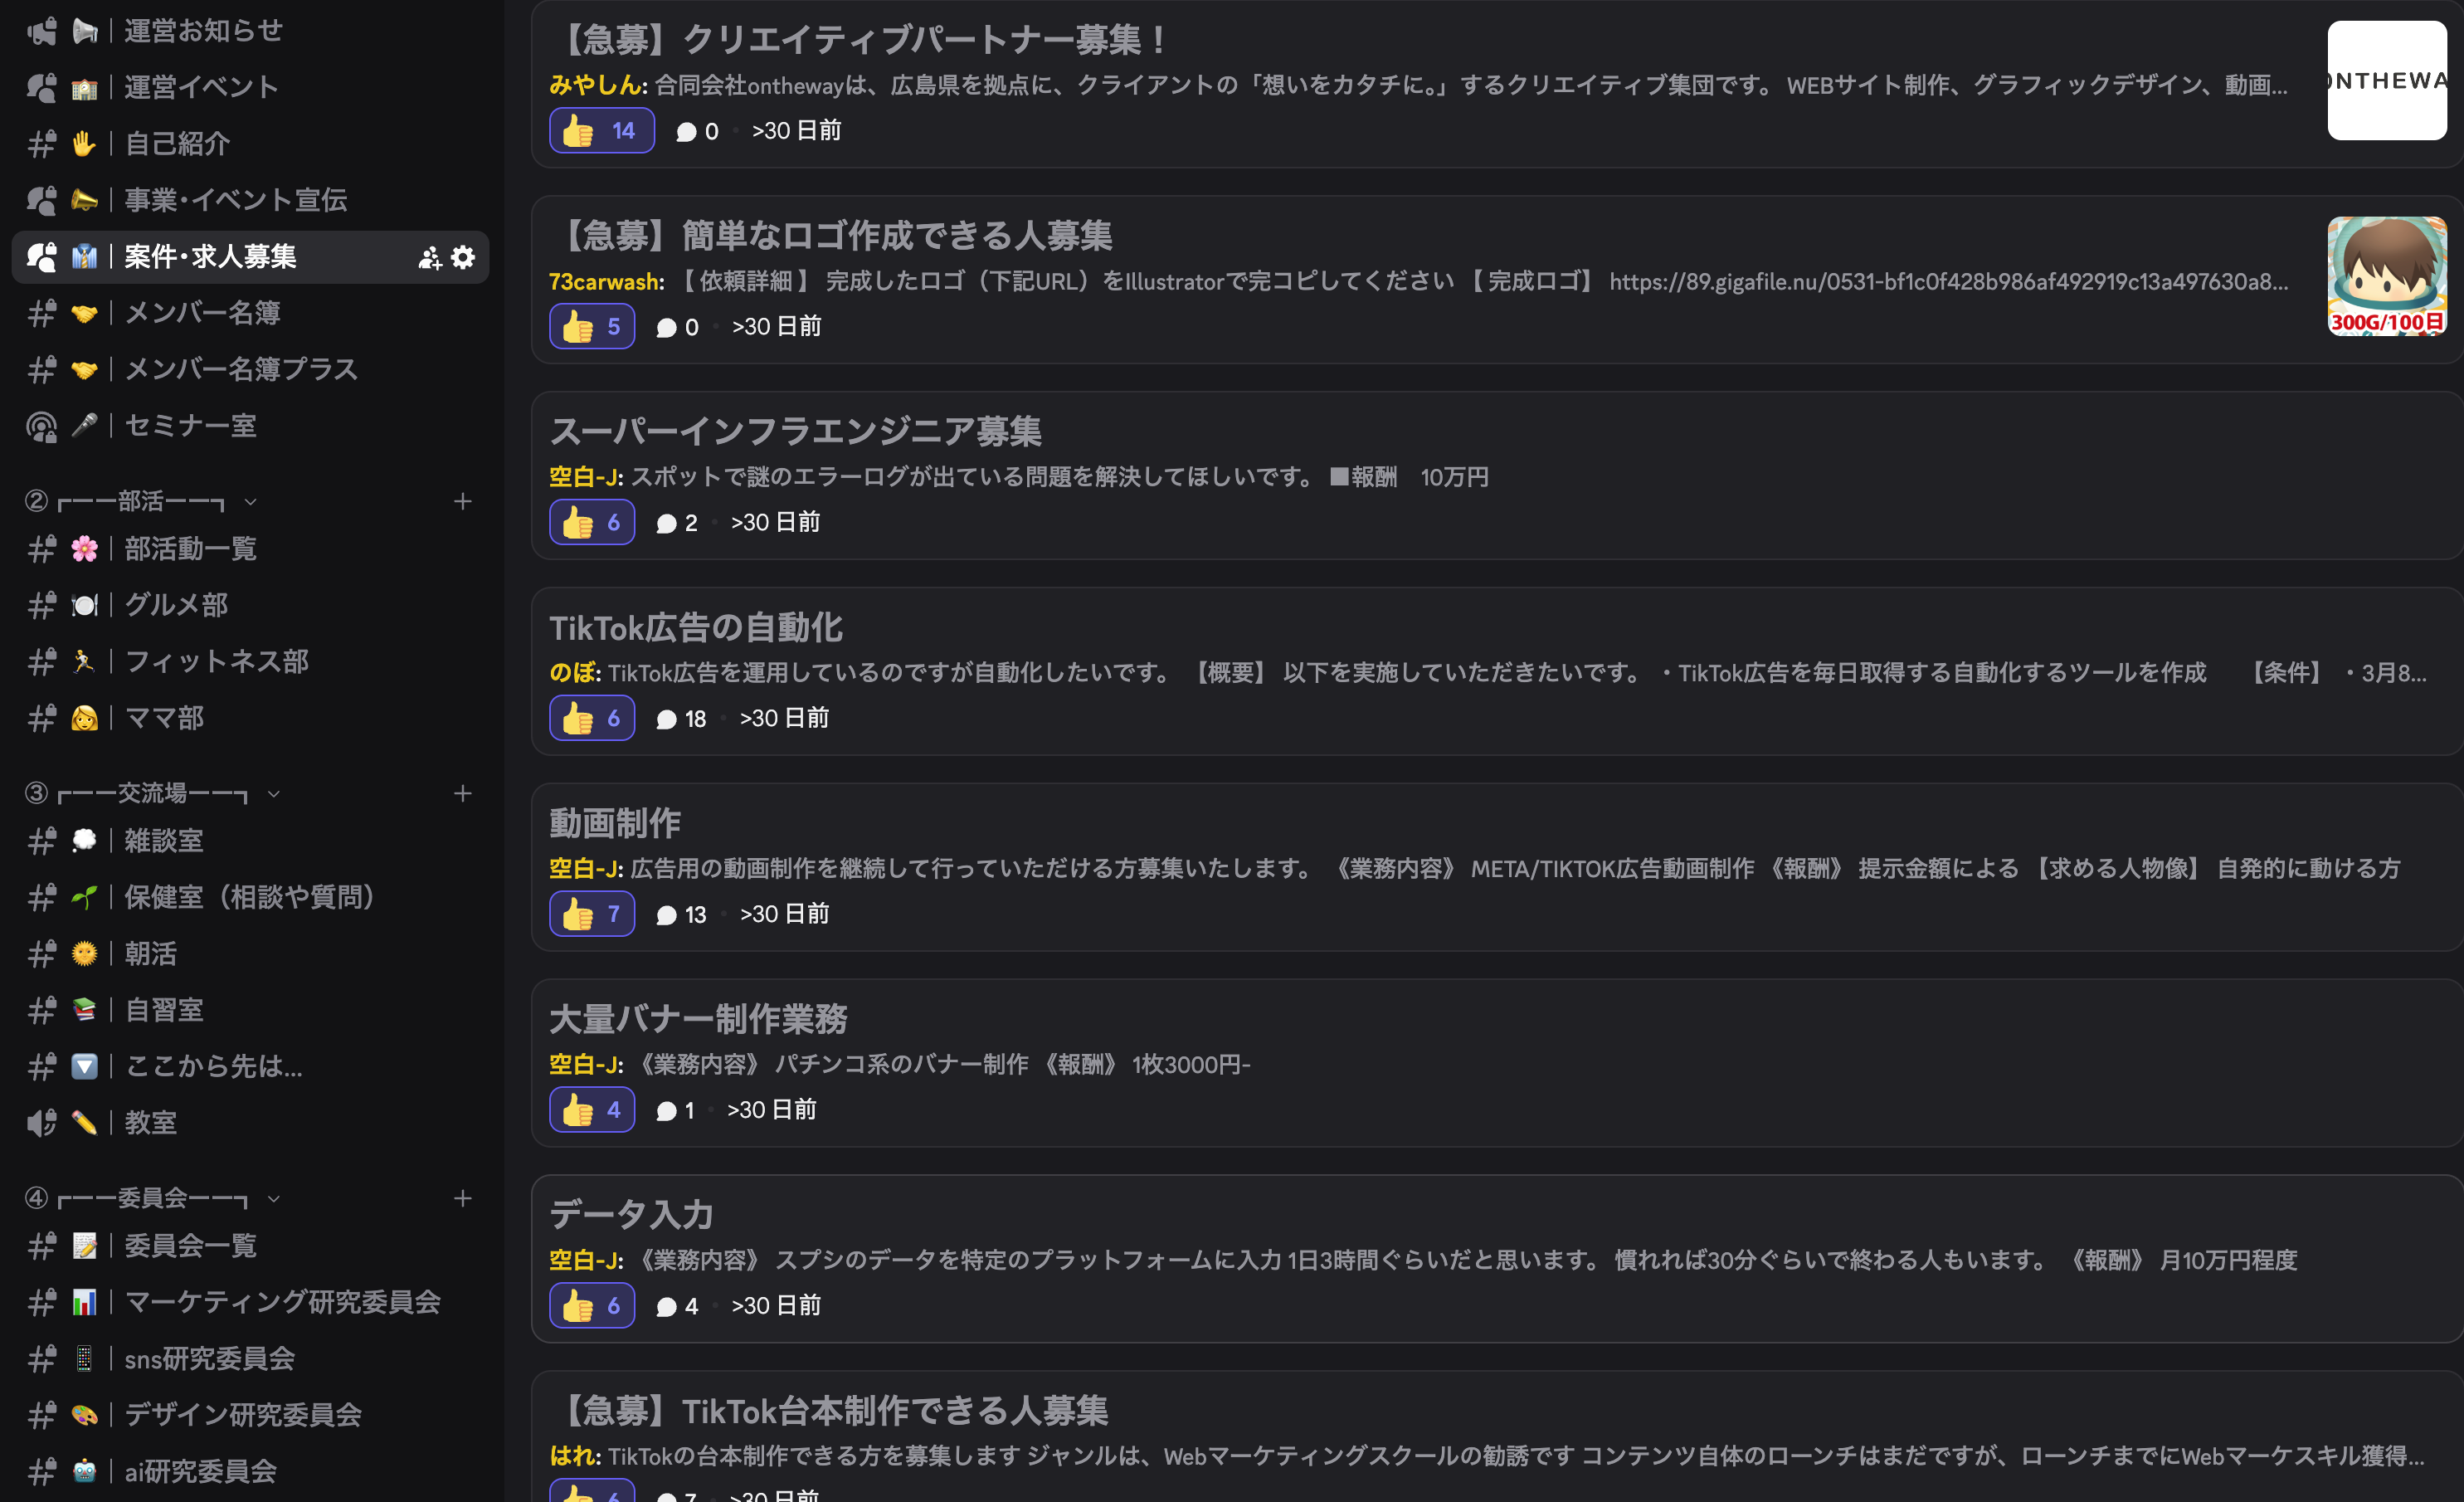 運営お知らせ
運営イベント
自己紹介
事業･イベント宣伝
案件･求人募集
メンバー名簿
メンバー名簿プラス
セミナー室
② ┏ーー部活ーー┓
部活動一覧
グルメ部
フィットネス部
ママ部
③ ┏ーー交流場ーー┓
雑談室
保健室（相談や質問）
朝活
自習室
ここから先は...
教室
④ ┏ーー委員会ーー┓
委員会一覧
マーケティング研究委員会
sns研究委員会
デザイン研究委員会
ai研究委員会
【急募】クリエイティブパートナー募集！
みやしん: 合同会社onthewayは、広島県を拠点に、クライアントの「想いをカタチに。」するクリエイティブ集団です。 WEBサイト制作、グラフィックデザイン、動画...
14 0 >30 日前
ONTHEWA
【急募】簡単なロゴ作成できる人募集
73carwash: 【 依頼詳細 】 完成したロゴ（下記URL）をIllustratorで完コピしてください 【 完成ロゴ】 https://89.gigafile.nu/0531-bf1c0f428b986af492919c13a497630a8...
5 0 >30 日前
300G/100日
スーパーインフラエンジニア募集
空白-J: スポットで謎のエラーログが出ている問題を解決してほしいです。 ■報酬　10万円
6 2 >30 日前
TikTok広告の自動化
のぼ: TikTok広告を運用しているのですが自動化したいです。 【概要】 以下を実施していただきたいです。 ・TikTok広告を毎日取得する自動化するツールを作成　 【条件】 ・3月8...
6 18 >30 日前
動画制作
空白-J: 広告用の動画制作を継続して行っていただける方募集いたします。 《業務内容》 META/TIKTOK広告動画制作 《報酬》 提示金額による 【求める人物像】 自発的に動ける方
7 13 >30 日前
大量バナー制作業務
空白-J: 《業務内容》 パチンコ系のバナー制作 《報酬》 1枚3000円-
4 1 >30 日前
データ入力
空白-J: 《業務内容》 スプシのデータを特定のプラットフォームに入力 1日3時間ぐらいだと思います。 慣れれば30分ぐらいで終わる人もいます。 《報酬》 月10万円程度
6 4 >30 日前
【急募】TikTok台本制作できる人募集
はれ: TikTokの台本制作できる方を募集します ジャンルは、Webマーケティングスクールの勧誘です コンテンツ自体のローンチはまだですが、ローンチまでにWebマーケスキル獲得...
6 7 >30 日前